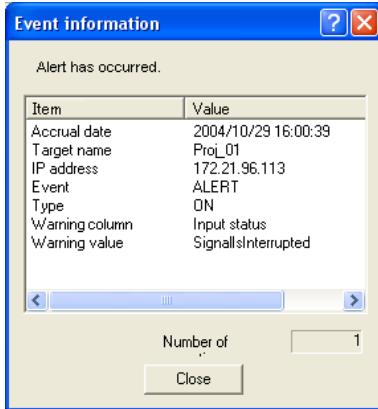 Event information
Alert has occurred.
Item Value
Accrual date 2004/10/29 16:00:39
Target name Proj_01
IP address 172.21.96.113
Event ALERT
Type ON
Warning column Input status
Warning value SignalIsInterrupted
Number of 1
Close